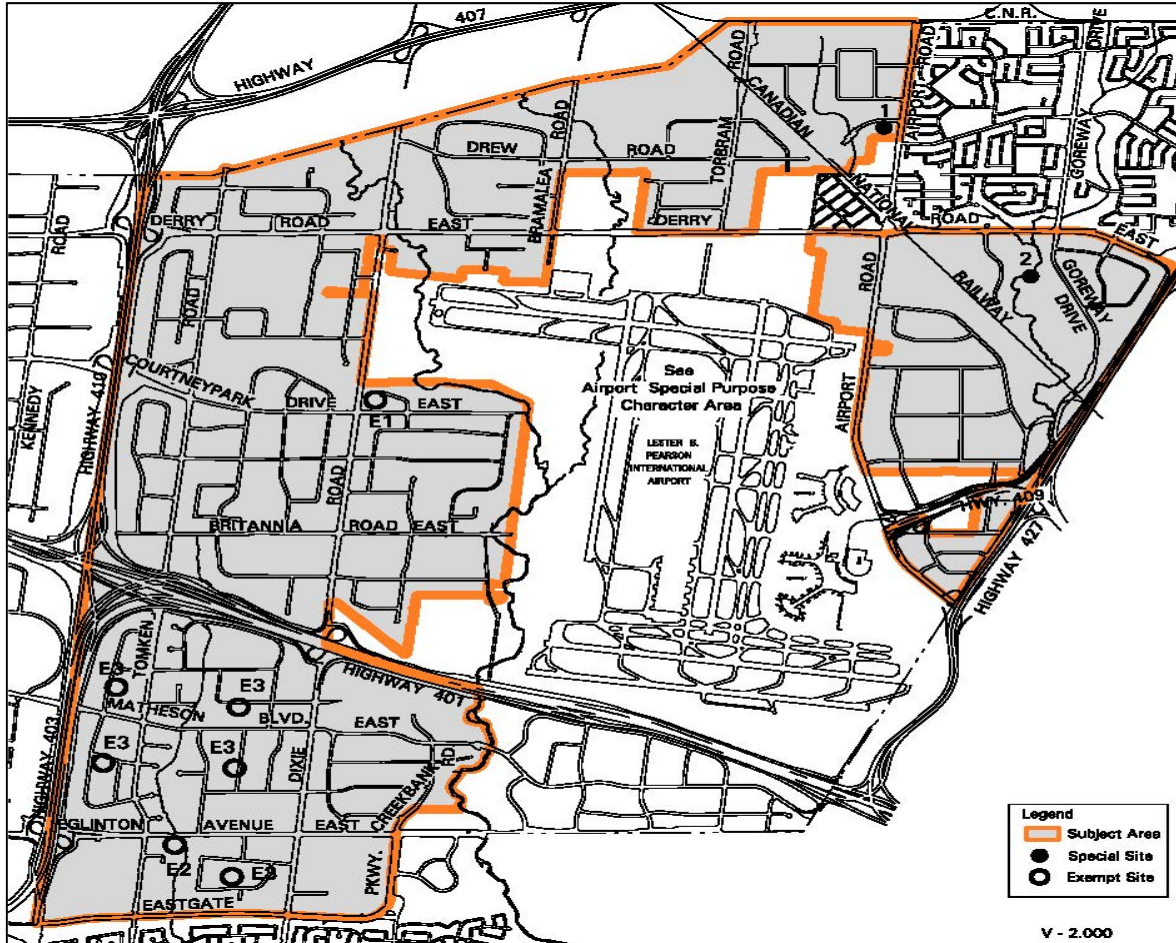 407
HIGHWAY
C.N.R.
DRIVE
ROAD
ROAD
CANADIAN
1
AIRPORT
GOREWAY
ROAD
DREW
ROAD
TORBRAM
BRAMALEA
NATIONAL
ROAD
DERRY
ROAD
EAST
DERRY
ROAD
EAST
2
GOREWAY
DRIVE
RAILWAY
ROAD
ROAD
See
Airport Special Purpose
Character Area
AIRPORT
COURTNEYPARK
DRIVE
EAST
E1
KENNEDY
HIGHWAY 410
LESTER B.
PEARSON
INTERNATIONAL
AIRPORT
ROAD
HWY 409
BRITANNIA
ROAD
EAST
HIGHWAY 427
TOMKEN
E3
HIGHWAY 401
E3
MATHESON
BLVD.
EAST
E3
E3
DIXIE
RD
CREEKBANK
HIGHWAY 403
EGLINTON
AVENUE
EAST
E2
PKWY.
EASTGATE
Legend
Subject Area
Special Site
Exempt Site
V - 2.000